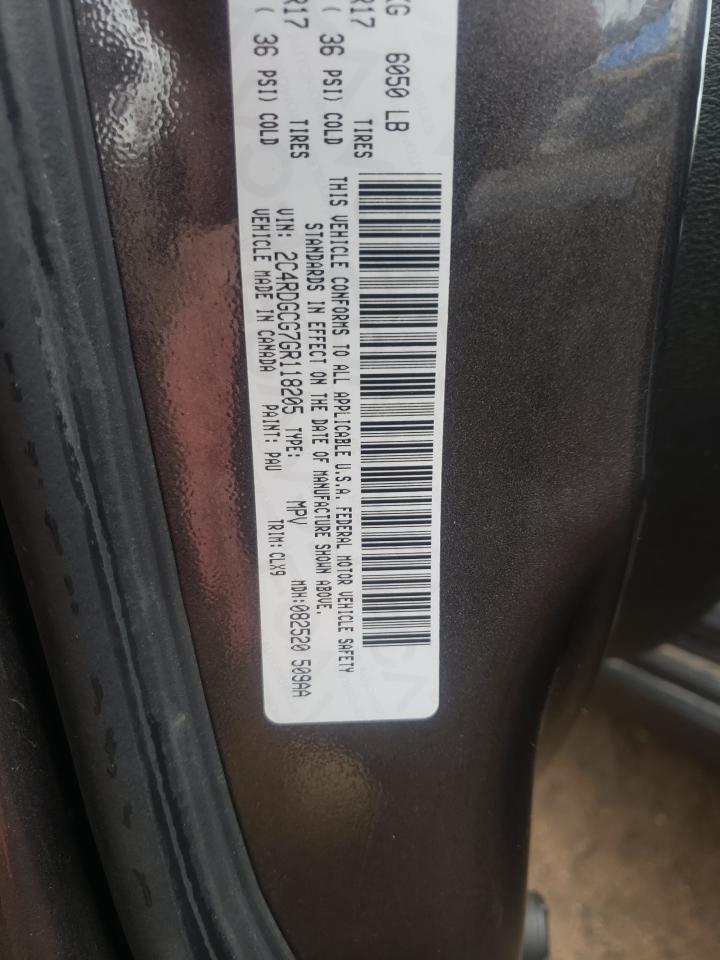 KG 6050 LB
R17 TIRES
( 36 PSI) COLD
R17 TIRES
( 36 PSI) COLD
THIS VEHICLE CONFORMS TO ALL APPLICABLE U.S.A. FEDERAL MOTOR VEHICLE SAFETY
STANDARDS IN EFFECT ON THE DATE OF MANUFACTURE SHOWN ABOVE.
VIN: 2C4RDGCG7GR118205 TYPE: MPV MDH:082520 509AA
VEHICLE MADE IN CANADA PAINT: PAU TRIM:CLX9